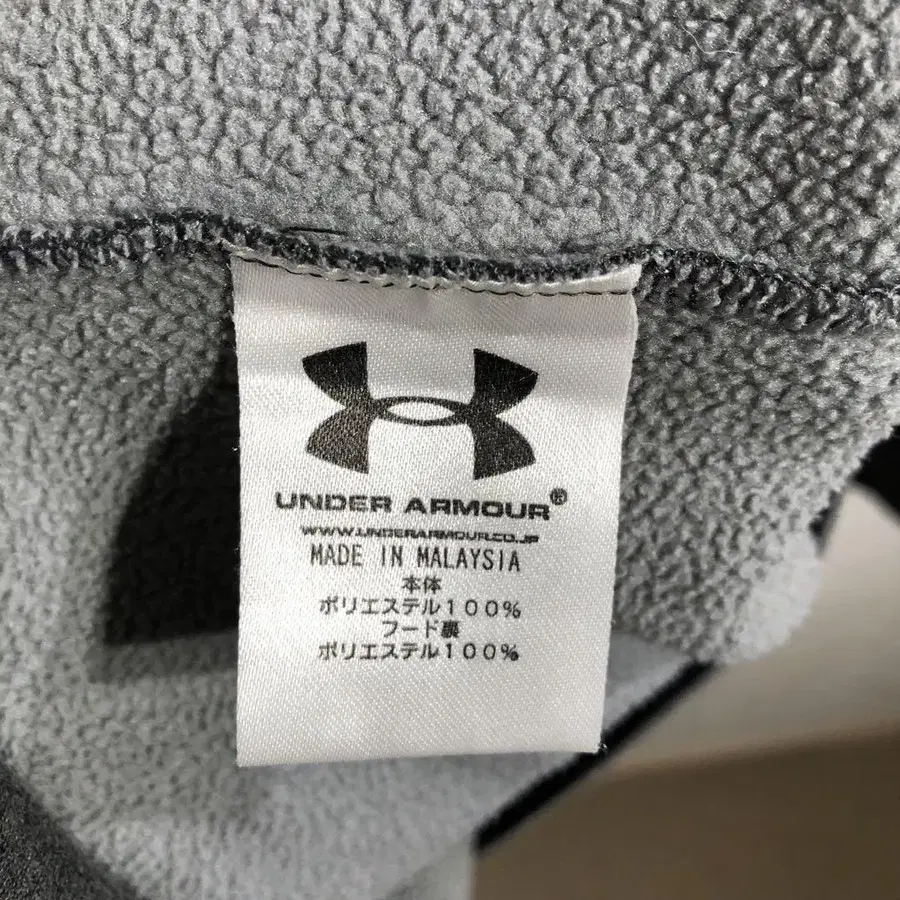 UNDER ARMOUR®
WWW.UNDERARMOUR.CO.JP
MADE IN MALAYSIA
本体
ポリエステル100%
フード裏
ポリエステル100%